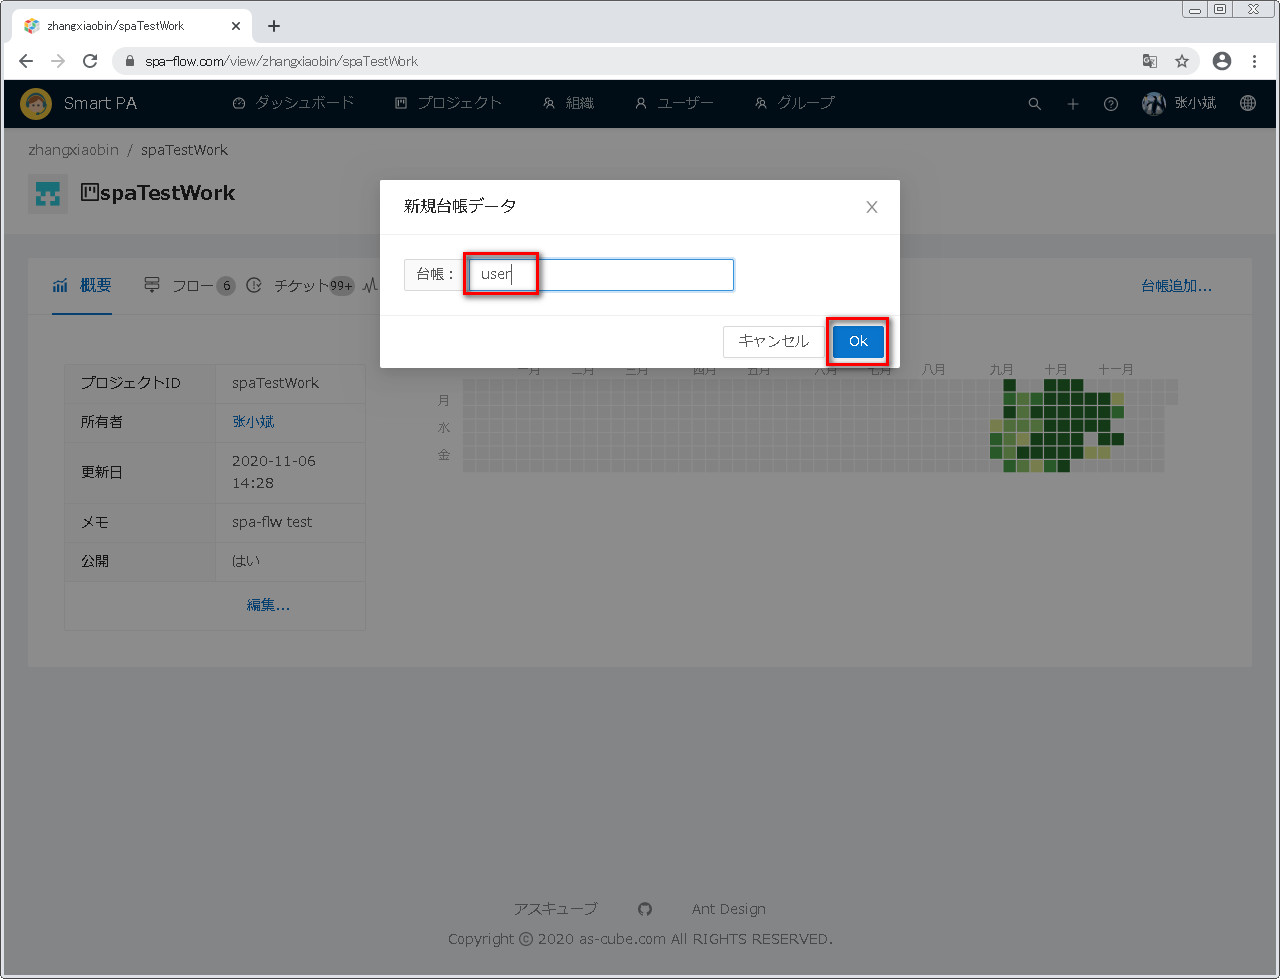 zhangxiaobin/spaTestWork
spa-flow.com/view/zhangxiaobin/spaTestWork
Smart PA ダッシュボード プロジェクト 組織 ユーザー グループ 张小斌
zhangxiaobin / spaTestWork
spaTestWork
新規台帳データ
台帳： user
キャンセル Ok
概要 フロー 6 チケット 99+ 台帳追加...
一月 二月 三月 四月 五月 六月 七月 八月 九月 十月 十一月
月
水
金
プロジェクトID spaTestWork
所有者 张小斌
更新日 2020-11-06 14:28
メモ spa-flw test
公開 はい
編集...
アスキューブ Ant Design
Copyright © 2020 as-cube.com All RIGHTS RESERVED.